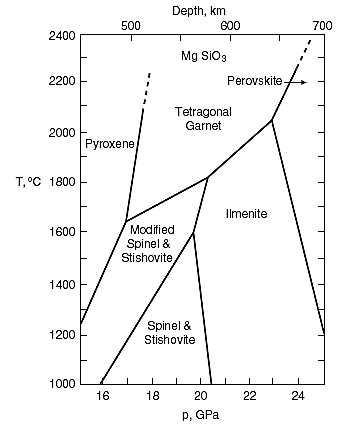 Depth, km
500 600 700
2400
Mg SiO₃
2200
Perovskite
Tetragonal
Garnet
2000
Pyroxene
T, ºC
1800
Ilmenite
Modified
Spinel &
Stishovite
1600
1400
Spinel &
Stishovite
1200
1000
16 18 20 22 24
p, GPa